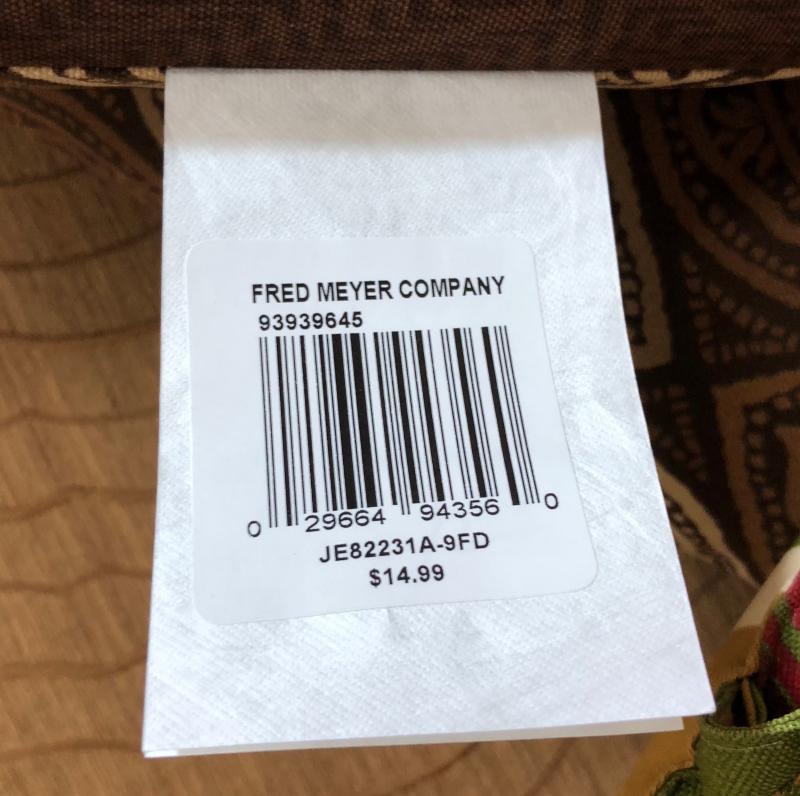 FRED MEYER COMPANY
93939645
0 29664 94356 0
JE82231A-9FD
$14.99